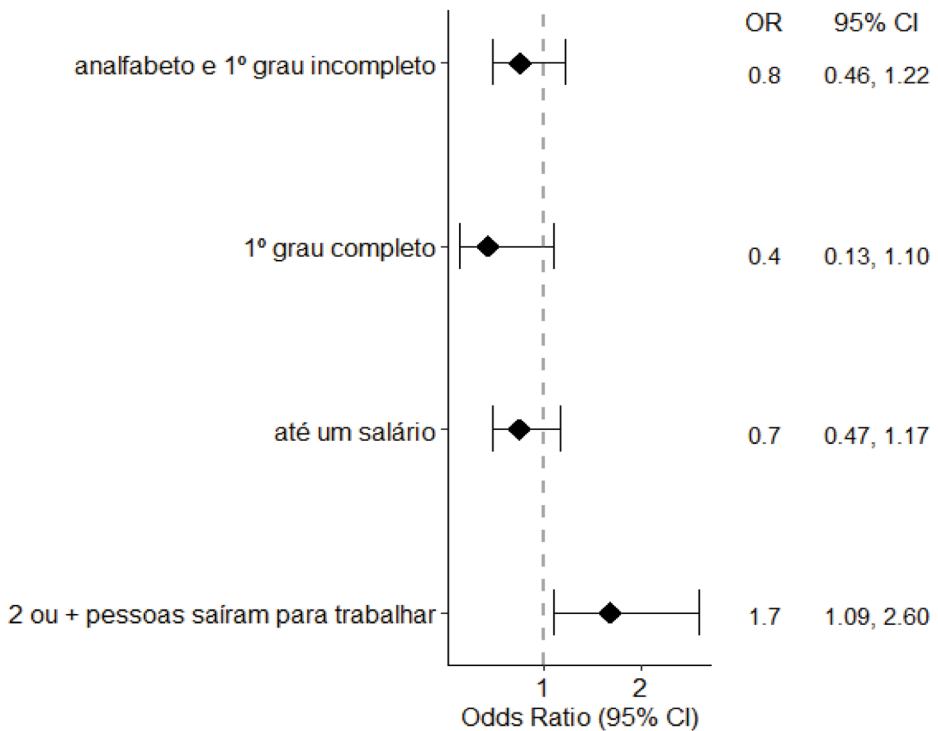 OR 95% CI
analfabeto e 1º grau incompleto 0.8 0.46, 1.22
1º grau completo 0.4 0.13, 1.10
até um salário 0.7 0.47, 1.17
2 ou + pessoas saíram para trabalhar 1.7 1.09, 2.60
1 2
Odds Ratio (95% CI)